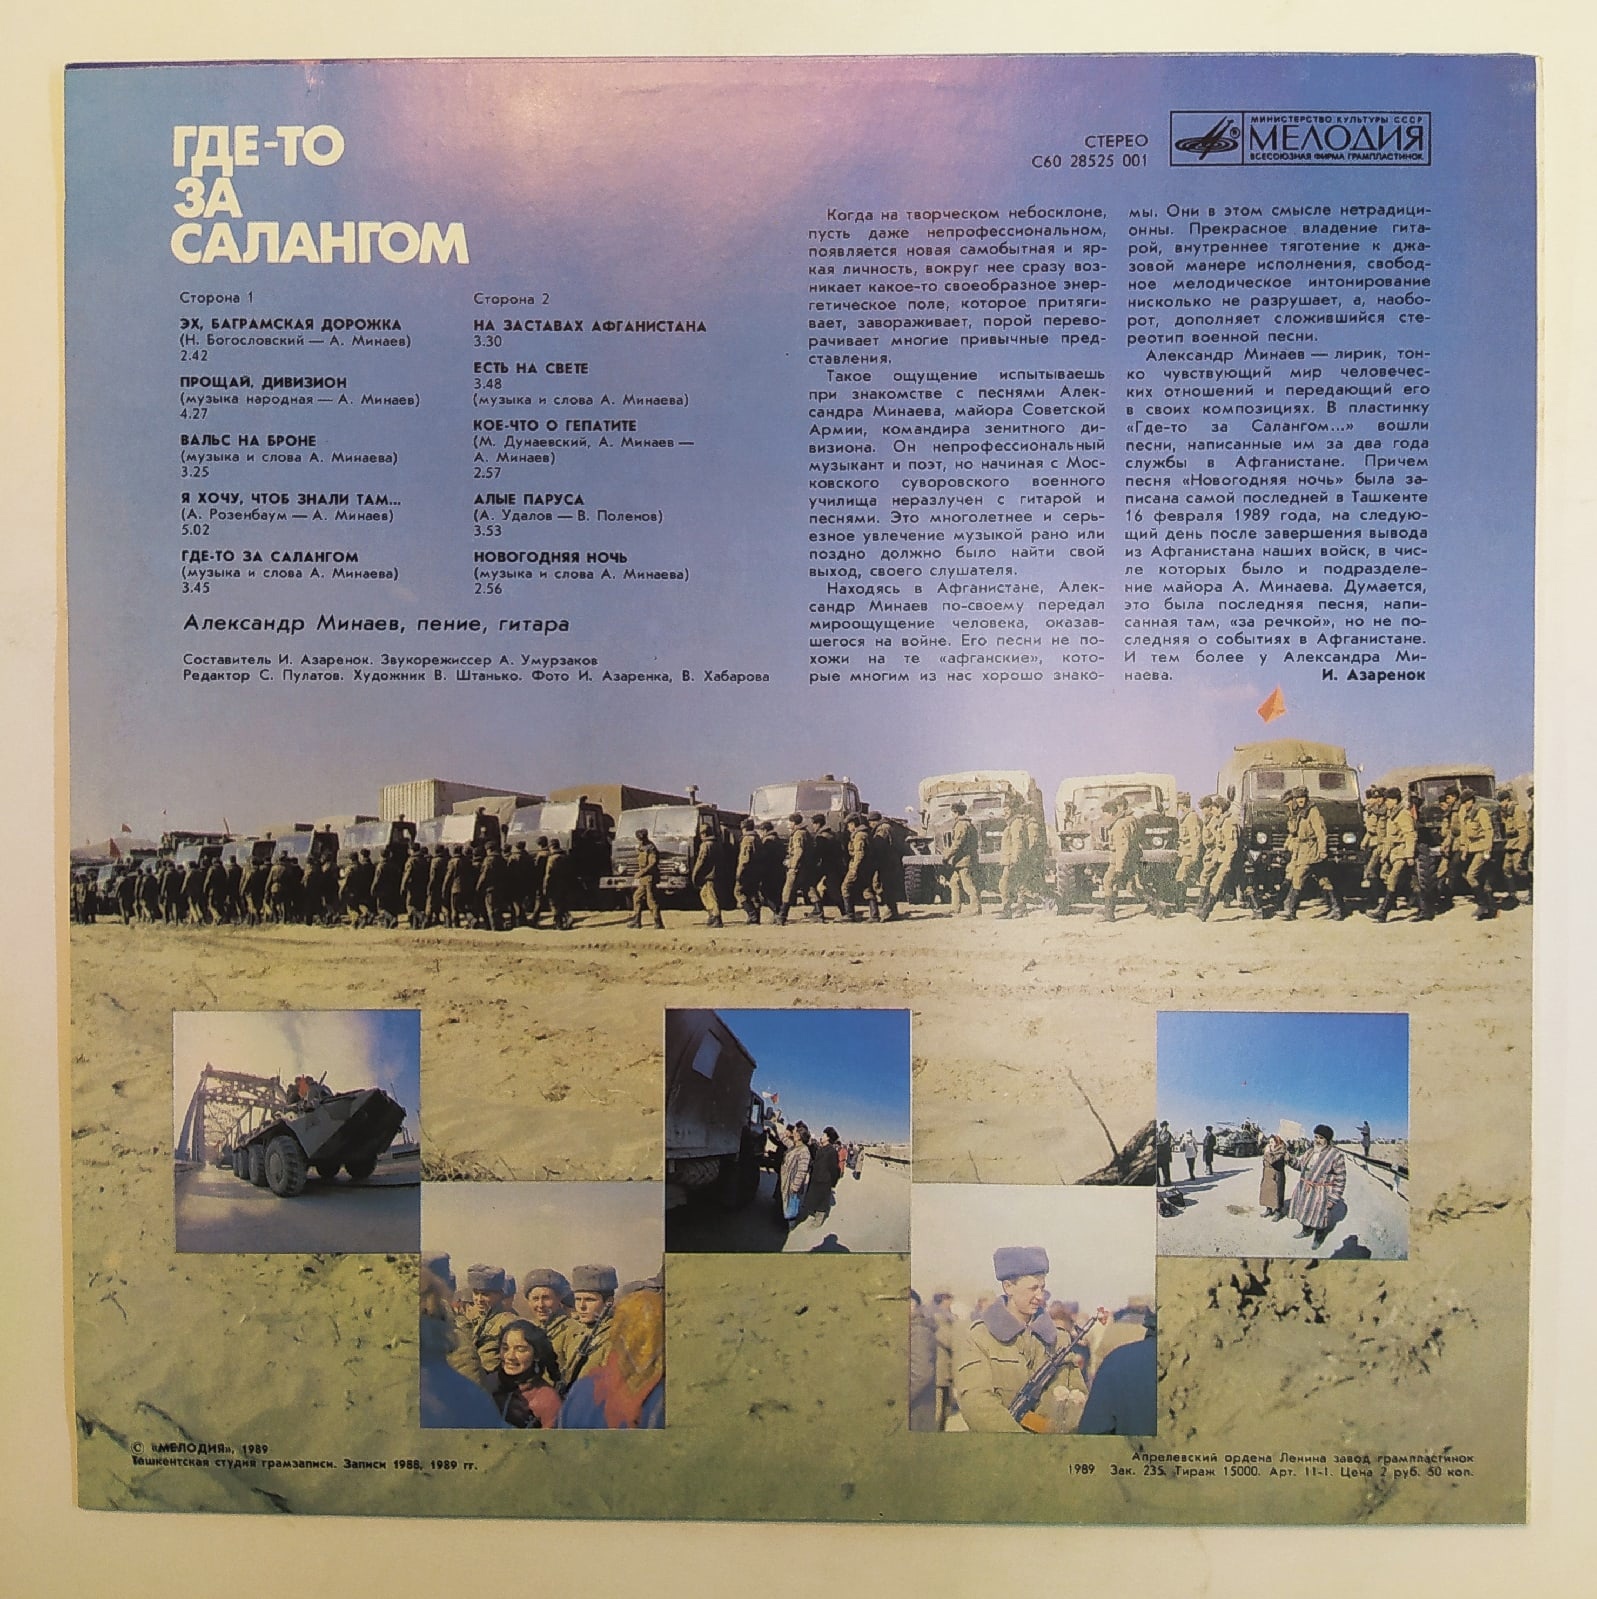 ГДЕ-ТО
ЗА
САЛАНГОМ
СТЕРЕО
С60 28525 001
МИНИСТЕРСТВО КУЛЬТУРЫ СССР
МЕЛОДИЯ
ВСЕСОЮЗНАЯ ФИРМА ГРАМПЛАСТИНОК
Сторона 1
ЭХ, БАГРАМСКАЯ ДОРОЖКА
(Н. Богословский — А. Минаев)
2.42
ПРОЩАЙ, ДИВИЗИОН
(музыка народная — А. Минаев)
4.27
ВАЛЬС НА БРОНЕ
(музыка и слова А. Минаева)
3.25
Я ХОЧУ, ЧТОБ ЗНАЛИ ТАМ...
(А. Розенбаум — А. Минаев)
5.02
ГДЕ-ТО ЗА САЛАНГОМ
(музыка и слова А. Минаева)
3.45
Сторона 2
НА ЗАСТАВАХ АФГАНИСТАНА
3.30
ЕСТЬ НА СВЕТЕ
3.48
(музыка и слова А. Минаева)
КОЕ-ЧТО О ГЕПАТИТЕ
(М. Дунаевский, А. Минаев —
А. Минаев)
2.57
АЛЫЕ ПАРУСА
(А. Удалов — В. Поленов)
3.53
НОВОГОДНЯЯ НОЧЬ
(музыка и слова А. Минаева)
2.56
Александр Минаев, пение, гитара
Составитель И. Азаренок. Звукорежиссер А. Умурзаков
Редактор С. Пулатов. Художник В. Штанько. Фото И. Азаренка, В. Хабарова
Когда на творческом небосклоне,
пусть даже непрофессиональном,
появляется новая самобытная и яр-
кая личность, вокруг нее сразу воз-
никает какое-то своеобразное энер-
гетическое поле, которое притяги-
вает, завораживает, порой перево-
рачивает многие привычные пред-
ставления.
Такое ощущение испытываешь
при знакомстве с песнями Алек-
сандра Минаева, майора Советской
Армии, командира зенитного ди-
визиона. Он непрофессиональный
музыкант и поэт, но начиная с Мос-
ковского суворовского военного
училища неразлучен с гитарой и
песнями. Это многолетнее и серь-
езное увлечение музыкой рано или
поздно должно было найти свой
выход, своего слушателя.
Находясь в Афганистане, Алек-
сандр Минаев по-своему передал
мироощущение человека, оказав-
шегося на войне. Его песни не по-
хожи на те «афганские», кото-
рые многим из нас хорошо знако-
мы. Они в этом смысле нетрадици-
онны. Прекрасное владение гита-
рой, внутреннее тяготение к джа-
зовой манере исполнения, свобод-
ное мелодическое интонирование
нисколько не разрушает, а, наобо-
рот, дополняет сложившийся сте-
реотип военной песни.
Александр Минаев — лирик, тон-
ко чувствующий мир человечес-
ких отношений и передающий его
в своих композициях. В пластинку
«Где-то за Салангом...» вошли
песни, написанные им за два года
службы в Афганистане. Причем
песня «Новогодняя ночь» была за-
писана самой последней в Ташкенте
16 февраля 1989 года, на следую-
щий день после завершения вывода
из Афганистана наших войск, в чис-
ле которых было и подразделе-
ние майора А. Минаева. Думается,
это была последняя песня, напи-
санная там, «за речкой», но не по-
следняя о событиях в Афганистане.
И тем более у Александра Ми-
наева.
И. Азаренок
© «МЕЛОДИЯ», 1989
Ташкентская студия грамзаписи. Записи 1988, 1989 гг.
Апрелевский ордена Ленина завод грампластинок
1989 Зак. 235. Тираж 15000. Арт. 11-1. Цена 2 руб. 50 коп.